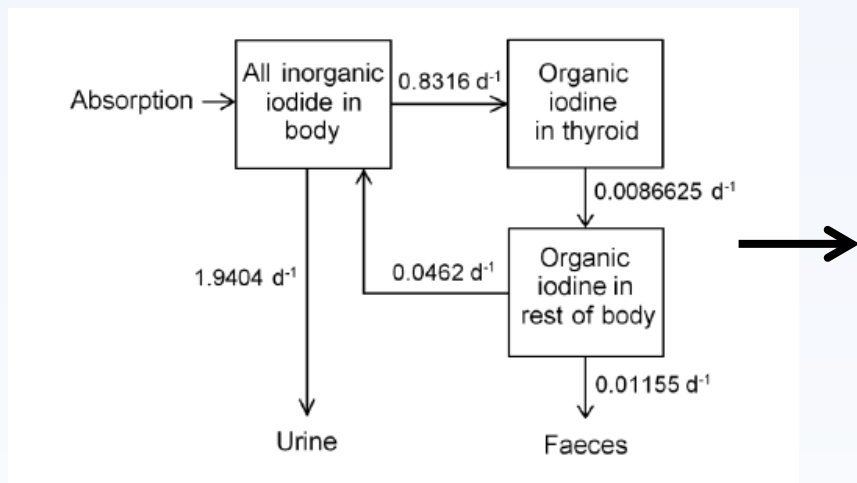 All inorganic
iodide in
body
Absorption
0.8316 d-1
Organic
iodine
in thyroid
0.0086625 d-1
1.9404 d-1
0.0462 d-1
Organic
iodine in
rest of body
0.01155 d-1
Urine
Faeces